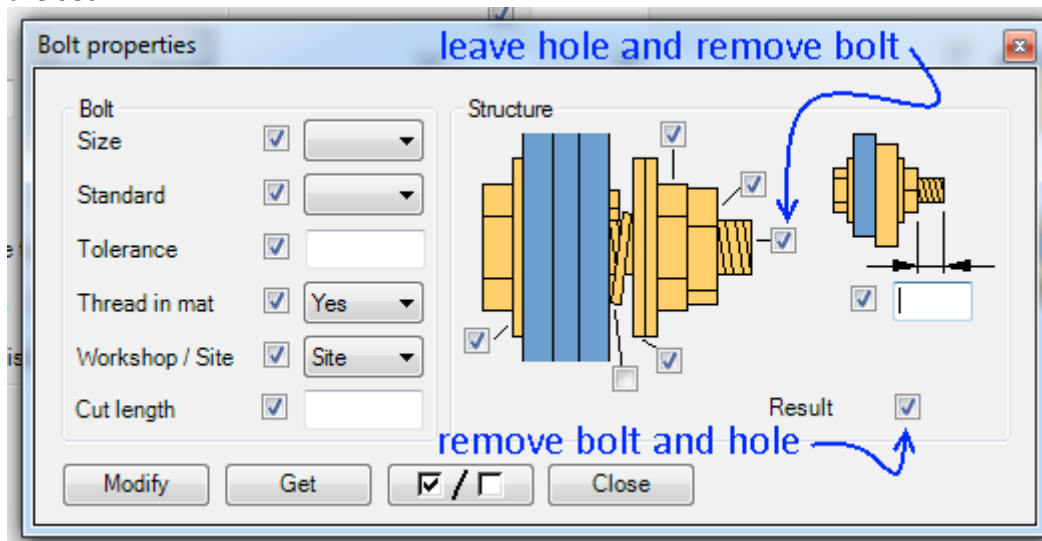 Bolt properties
leave hole and remove bolt
Bolt
Size
Standard
Tolerance
Thread in mat Yes
Workshop / Site Site
Cut length
Structure
Result
remove bolt and hole
Modify Get / Close